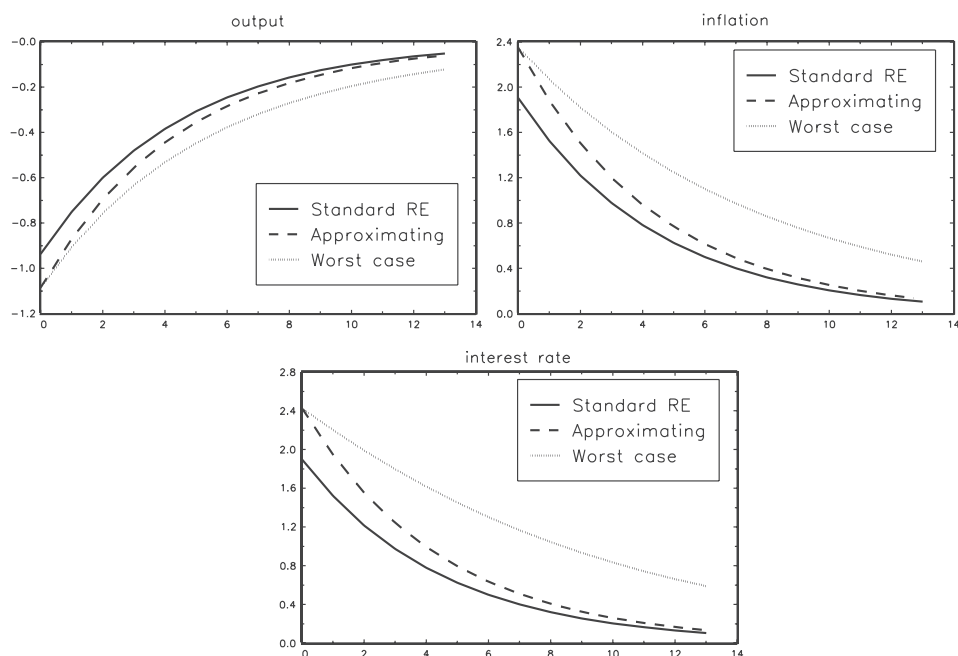 output
-0.0
-0.2
-0.4
-0.6
-0.8
-1.0
-1.2
0 2 4 6 8 10 12 14
Standard RE
Approximating
Worst case
inflation
2.4
2.0
1.6
1.2
0.8
0.4
0.0
0 2 4 6 8 10 12 14
Standard RE
Approximating
Worst case
interest rate
2.8
2.4
2.0
1.6
1.2
0.8
0.4
0.0
0 2 4 6 8 10 12 14
Standard RE
Approximating
Worst case